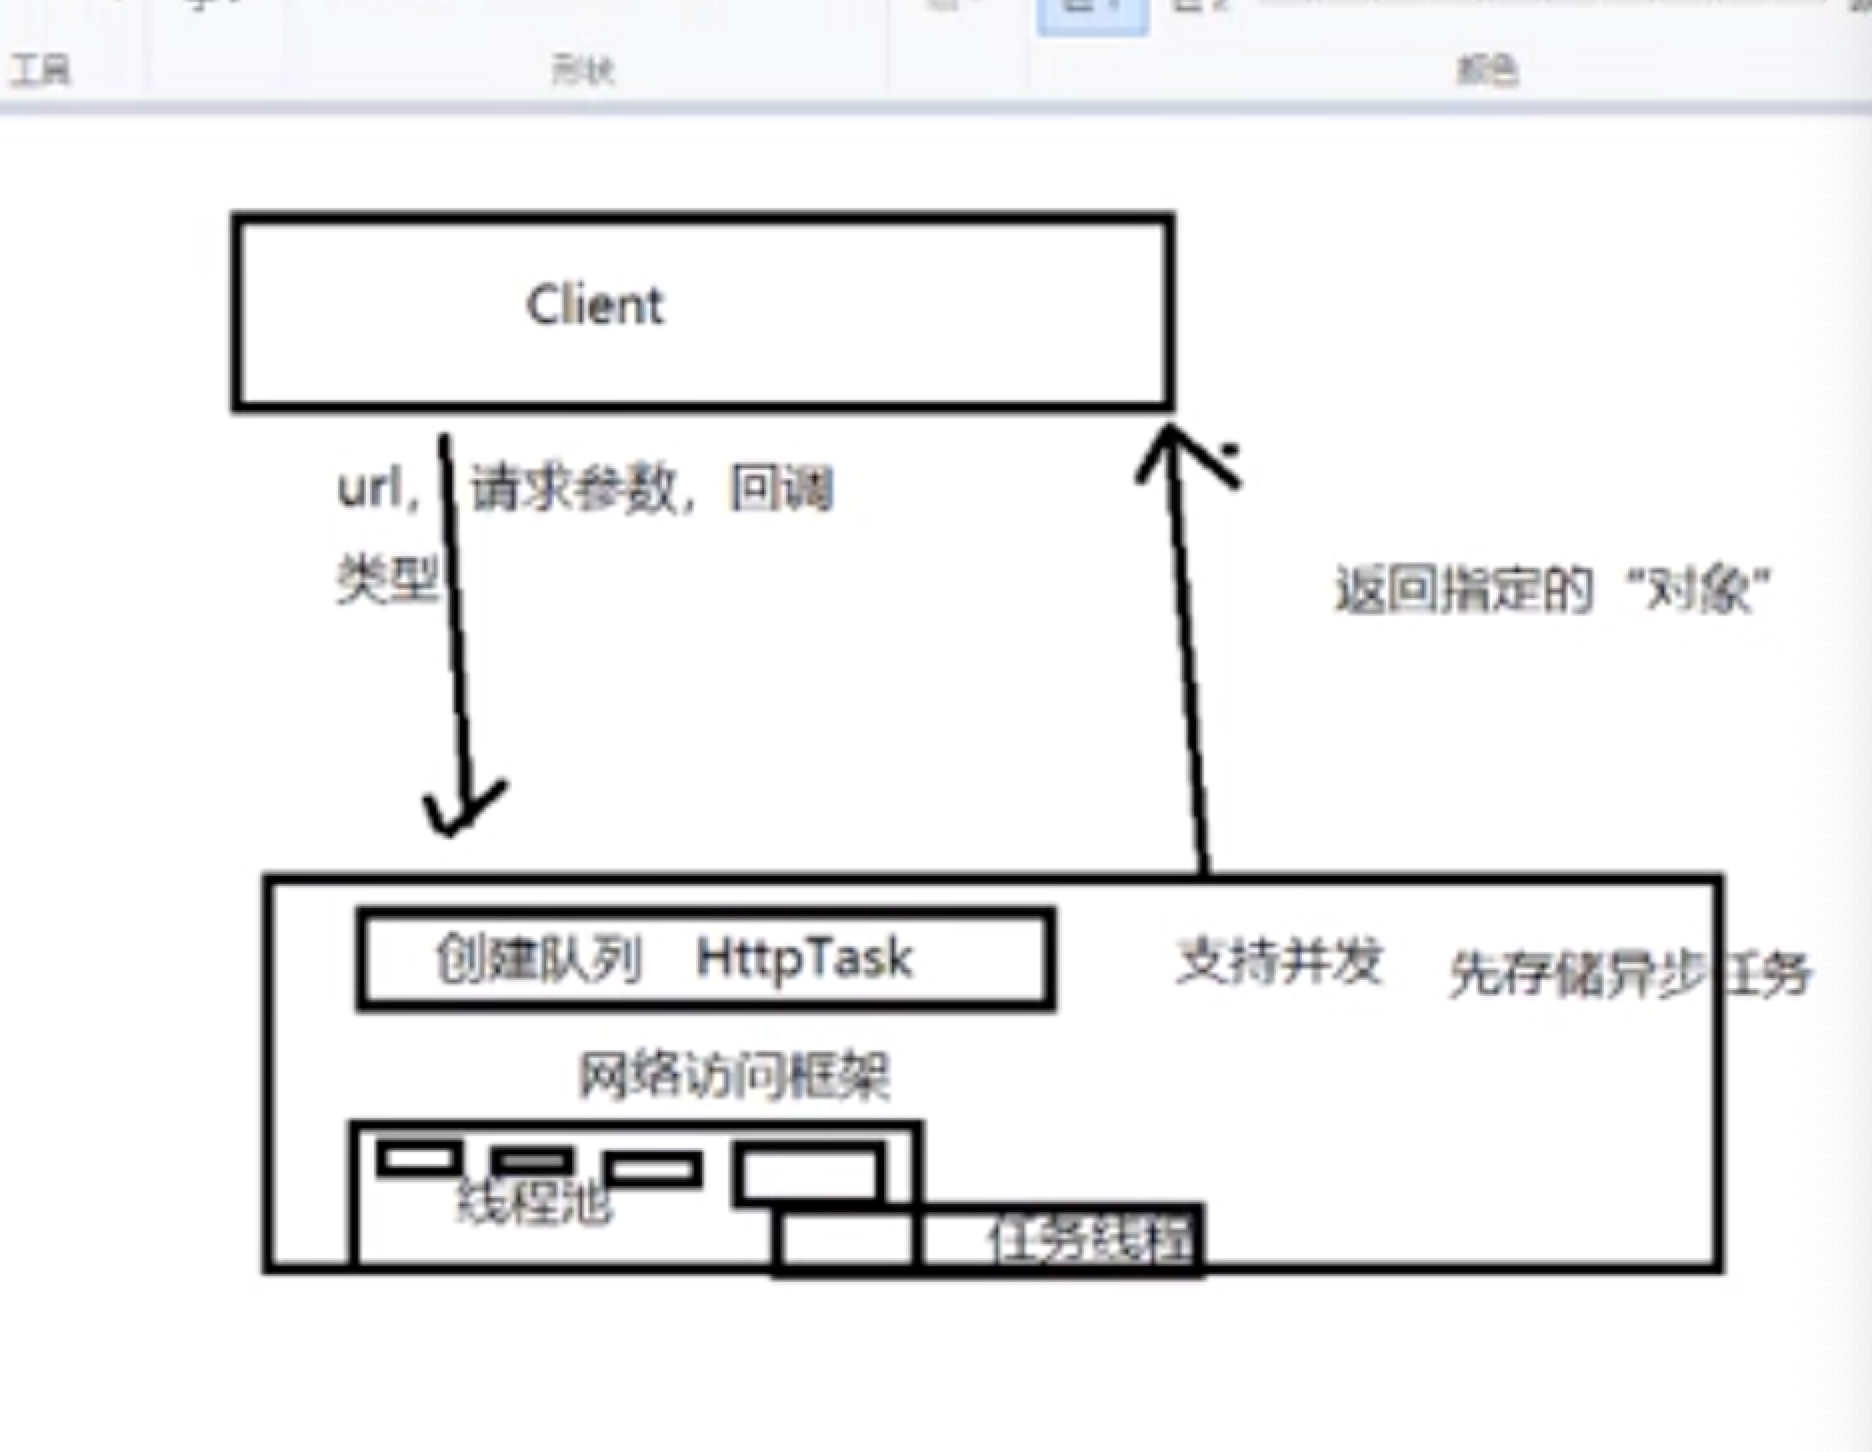 工具 形状 颜色
Client
url, 请求参数，回调
类型
返回指定的“对象”
创建队列 HttpTask 支持并发 先存储异步任务
网络访问框架
线程池
任务线程